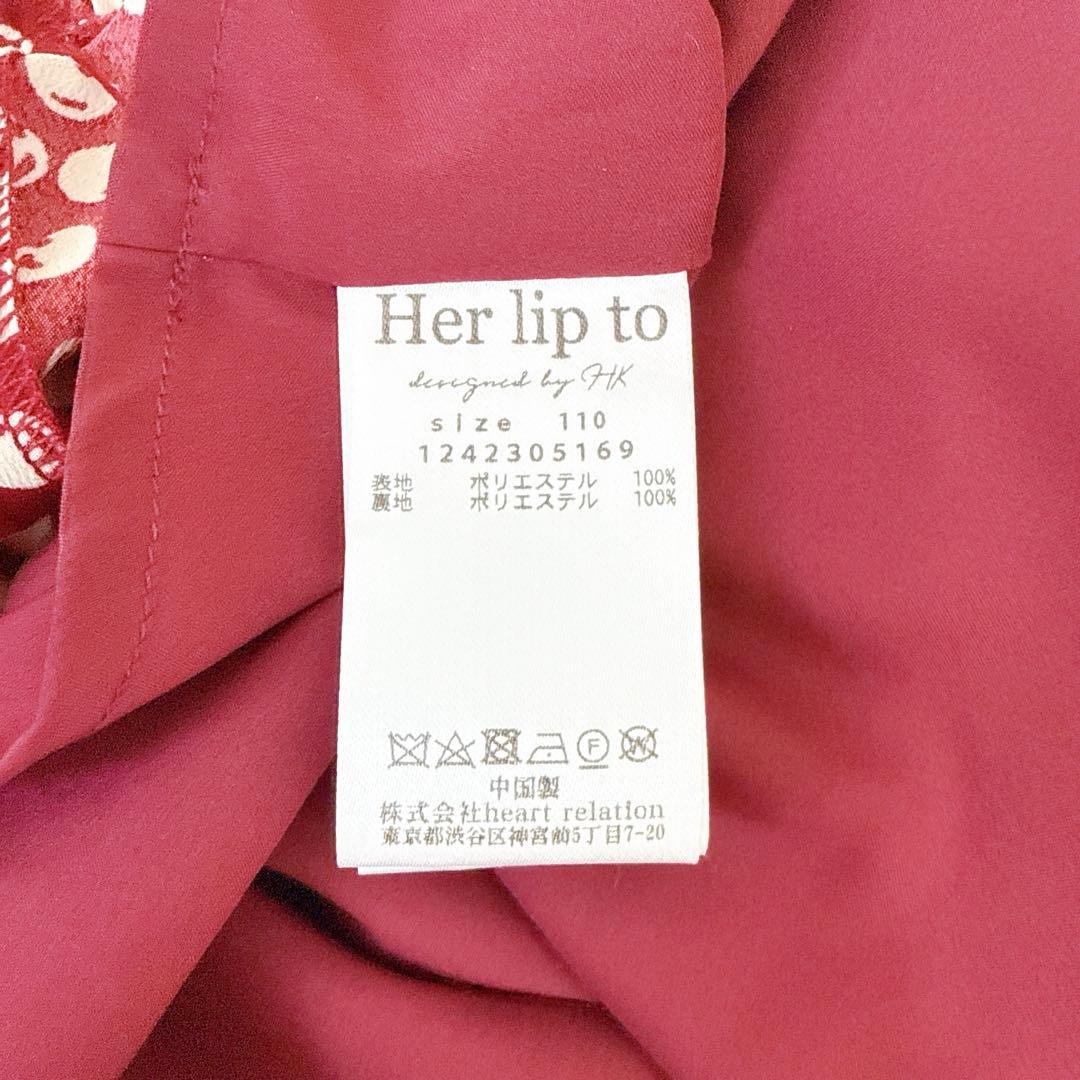 Her lip to
designed by HK
size 110
1242305169
表地 ポリエステル 100%
裏地 ポリエステル 100%
F W
中国製
株式会社heart relation
東京都渋谷区神宮前5丁目7-20